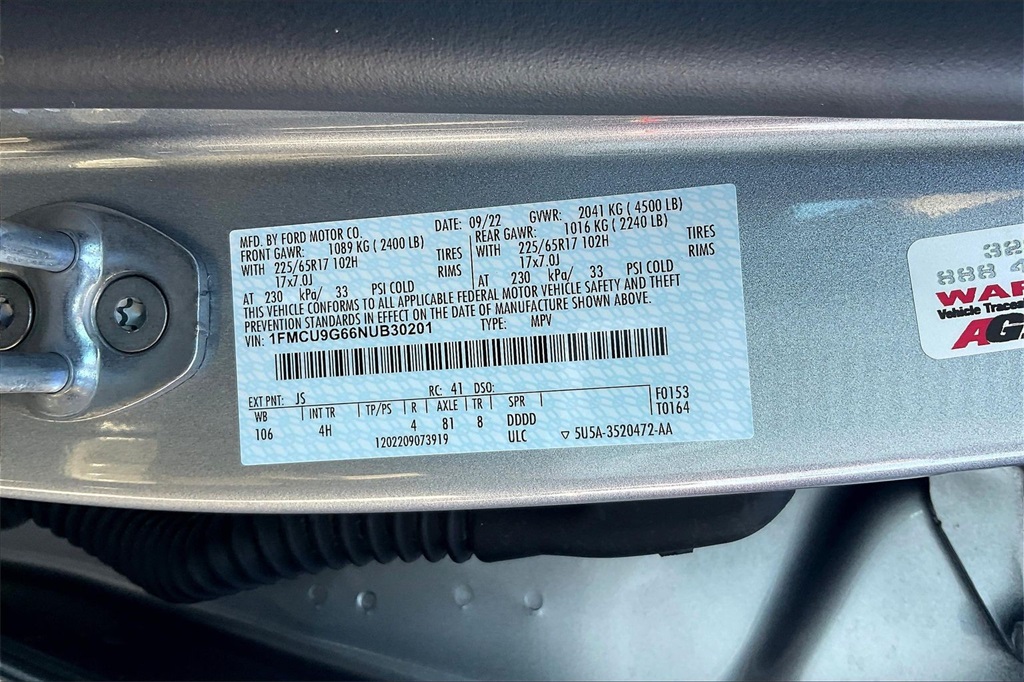 MFD. BY FORD MOTOR CO. DATE: 09/22 GVWR: 2041 KG ( 4500 LB)
FRONT GAWR: 1089 KG ( 2400 LB) REAR GAWR: 1016 KG ( 2240 LB)
WITH 225/65R17 102H TIRES 225/65R17 102H TIRES
17x7.0J RIMS 17x7.0J RIMS
AT 230 kPa/ 33 PSI COLD AT 230 kPa/ 33 PSI COLD
THIS VEHICLE CONFORMS TO ALL APPLICABLE FEDERAL MOTOR VEHICLE SAFETY AND THEFT
PREVENTION STANDARDS IN EFFECT ON THE DATE OF MANUFACTURE SHOWN ABOVE.
VIN: 1FMCU9G66NUB30201 TYPE: MPV
EXT PNT: JS RC: 41 DSO: F0153
WB INT TR TP/PS R AXLE TR SPR T0164
106 4H 4 81 8 DDDD
1202209073919 ULC 5U5A-3520472-AA
888
Vehicle